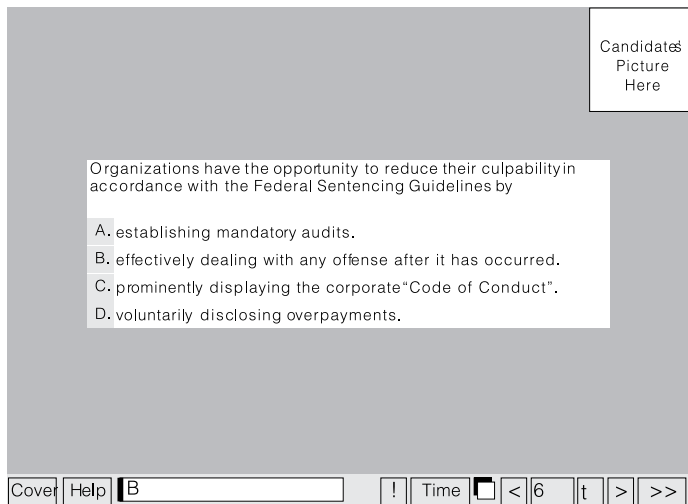 Candidates'
Picture
Here
Organizations have the opportunity to reduce their culpability in
accordance with the Federal Sentencing Guidelines by
A. establishing mandatory audits.
B. effectively dealing with any offense after it has occurred.
C. prominently displaying the corporate “Code of Conduct”.
D. voluntarily disclosing overpayments.
Cover Help B ! Time < 6 t > >>